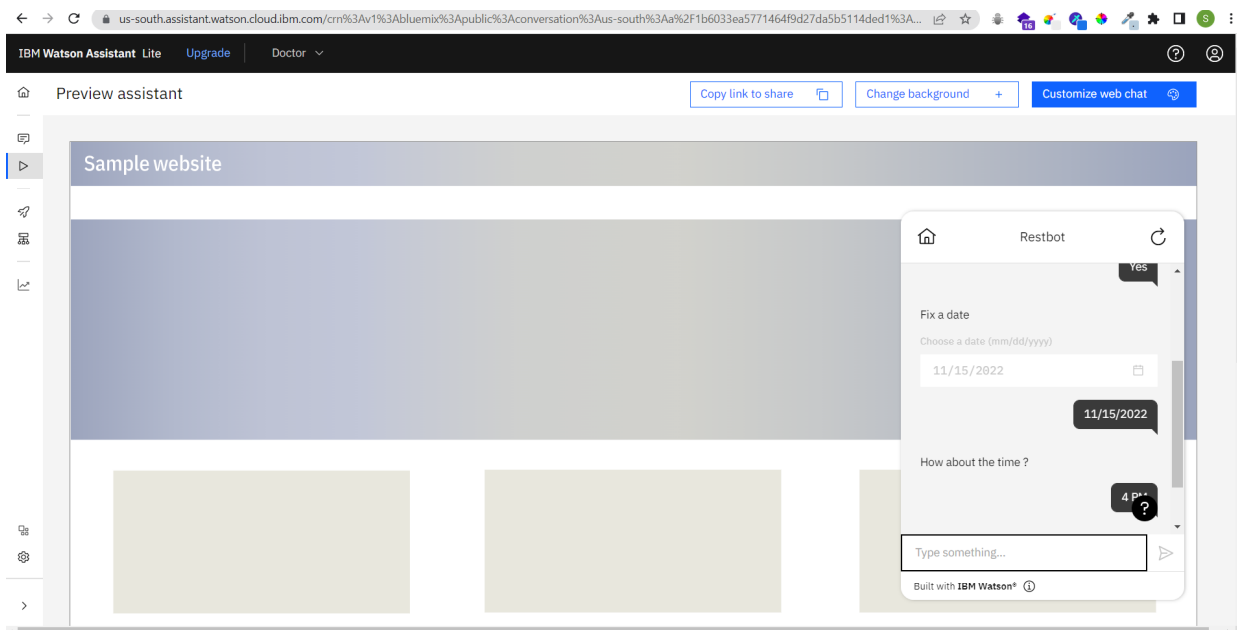 us-south.assistant.watson.cloud.ibm.com/crn%3Av1%3Abluemix%3Apublic%3Aconversation%3Aus-south%3Aa%2F1b6033ea5771464f9d27da5b5114ded1%3A...
16
S
IBM Watson Assistant Lite Upgrade Doctor
Preview assistant Copy link to share Change background + Customize web chat
Sample website
Restbot
Yes
Fix a date
Choose a date (mm/dd/yyyy)
11/15/2022
11/15/2022
How about the time ?
4 PM
?
Type something...
Built with IBM Watson®